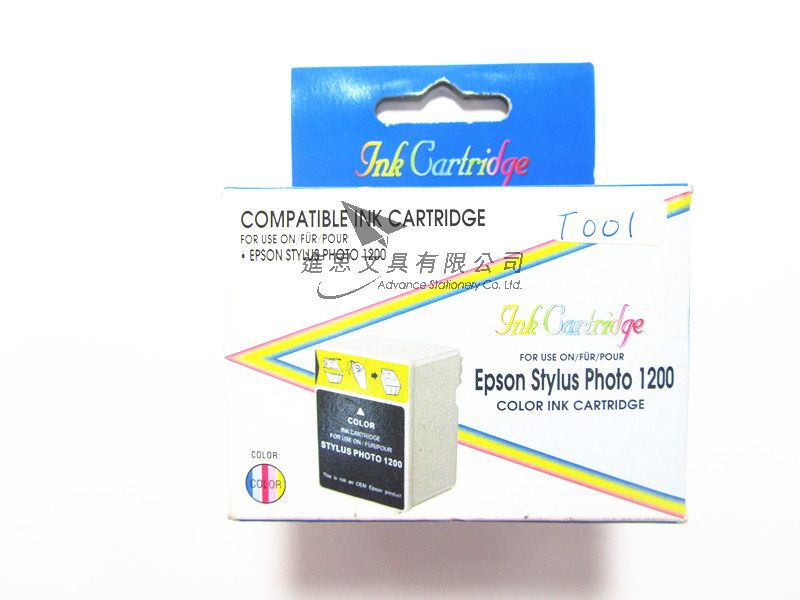 Ink Cartridge
COMPATIBLE INK CARTRIDGE
FOR USE ON/FÜR/POUR
• EPSON STYLUS PHOTO 1200
T001
進思文具有限公司
Advance Stationery Co. Ltd.
Ink Cartridge
FOR USE ON/FÜR/POUR
Epson Stylus Photo 1200
COLOR INK CARTRIDGE
COLOR
INK CARTRIDGE
FOR USE ON/FÜR/POUR
STYLUS PHOTO 1200
This is not an OEM Epson product
COLOR:
COLOR